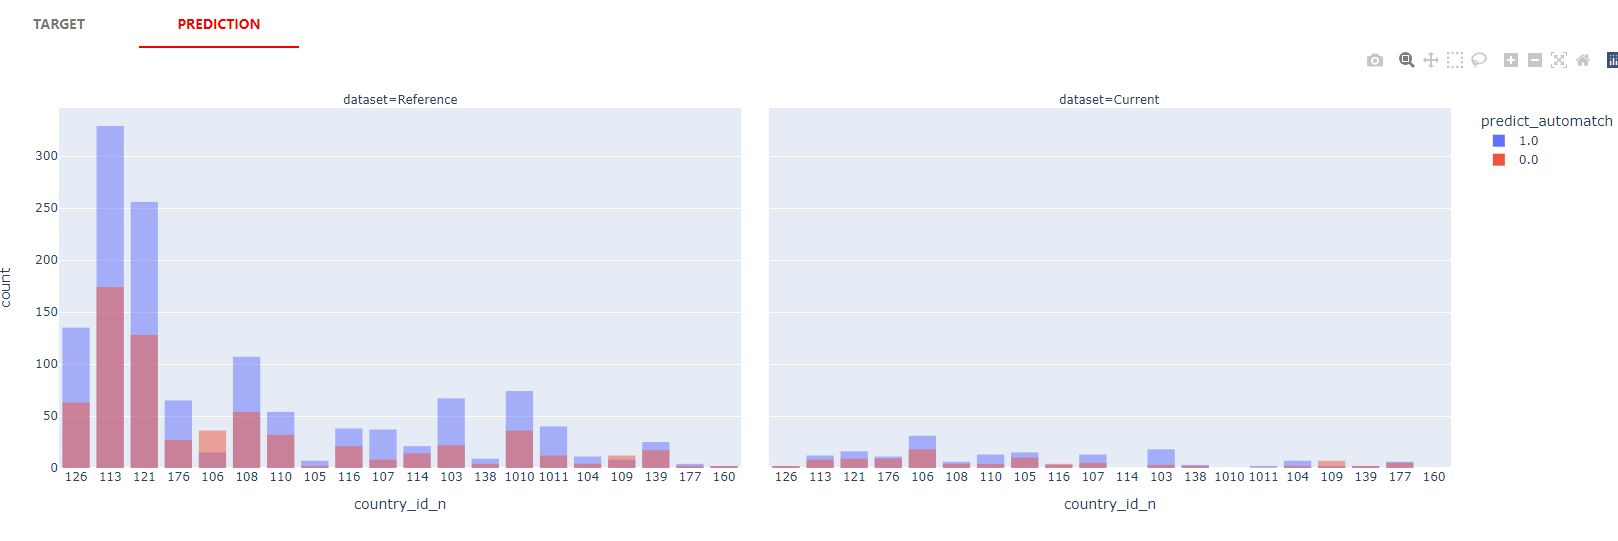 TARGET PREDICTION
dataset=Reference dataset=Current
predict_automatch
1.0
0.0
300
250
200
150
100
50
0
count
126 113 121 176 106 108 110 105 116 107 114 103 138 1010 1011 104 109 139 177 160
126 113 121 176 106 108 110 105 116 107 114 103 138 1010 1011 104 109 139 177 160
country_id_n country_id_n